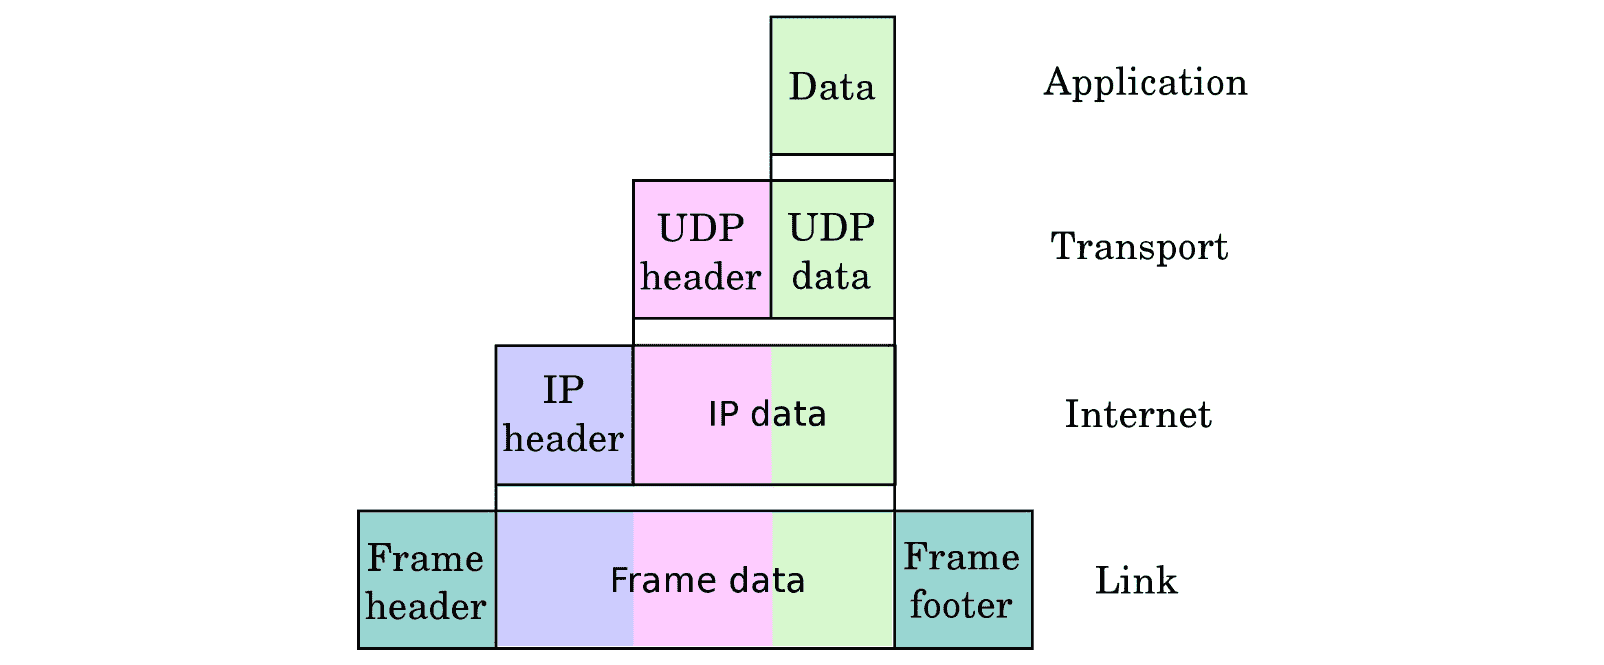 Data
Application
UDP
header
UDP
data
Transport
IP
header
IP data
Internet
Frame
header
Frame data
Frame
footer
Link